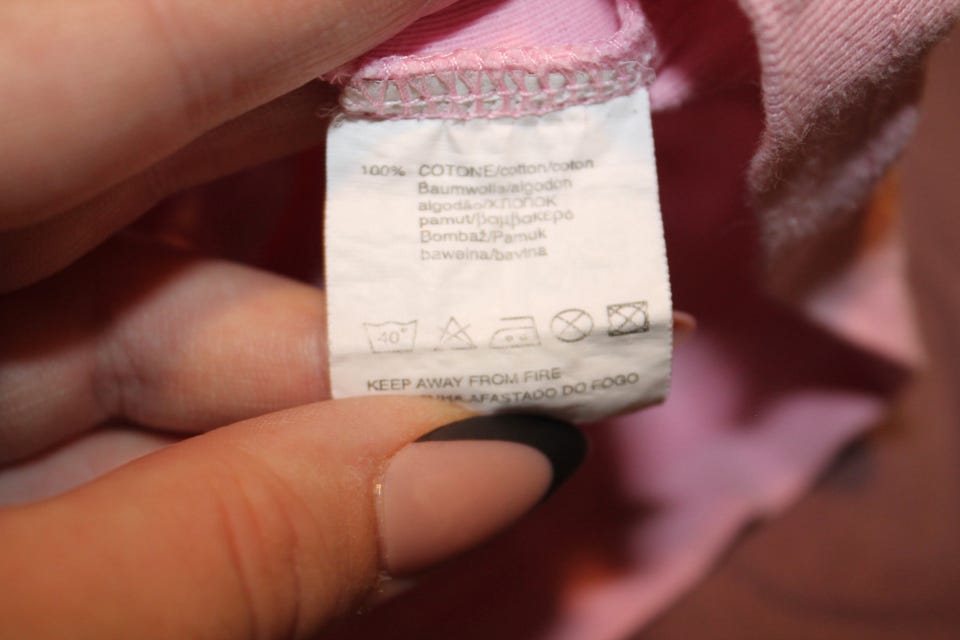 100% COTONE/cotton/coton
Baumwolle/algodon
algodão/ХЛОПОК
pamut/βαμβακερό
Bombaž/Pamuk
bawełna/bavlna
40°
KEEP AWAY FROM FIRE
AFASTADO DO FOGO